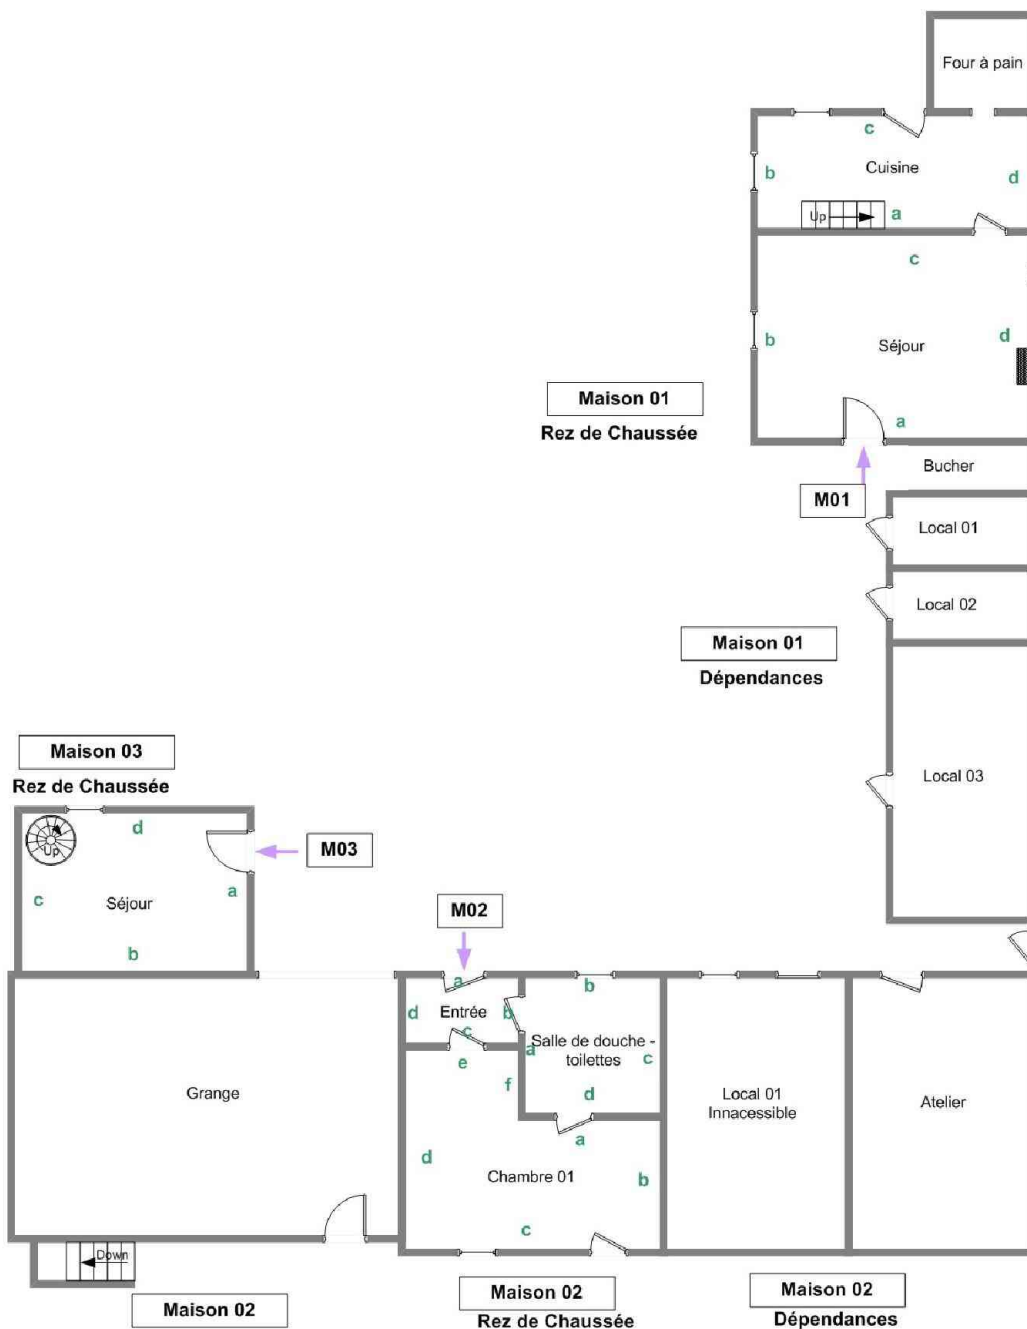 Four à pain
c
Cuisine
b
d
Up
a
c
b
Séjour
d
Maison 01
Rez de Chaussée
a
Bucher
M01
Local 01
Local 02
Maison 01
Dépendances
Local 03
Maison 03
Rez de Chaussée
d
Up
M03
c
Séjour
a
b
M02
a
b
d
Entrée
b
c
Salle de douche -
toilettes
a
c
e
f
d
Grange
Local 01
Innacessible
Atelier
a
d
Chambre 01
b
c
Down
Maison 02
Maison 02
Rez de Chaussée
Maison 02
Dépendances